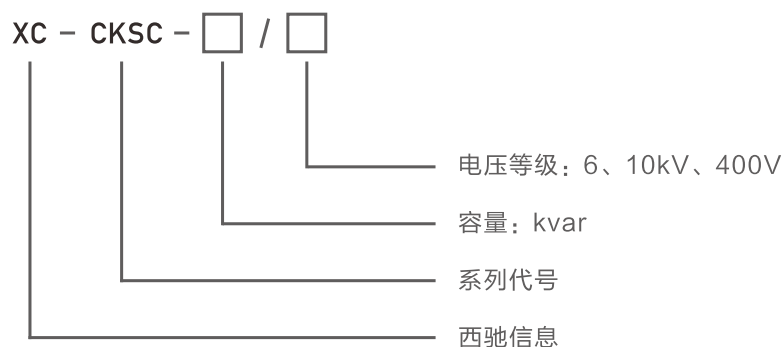 XC - CKSC - □ / □
电压等级：6、10kV、400V
容量：kvar
系列代号
西驰信息